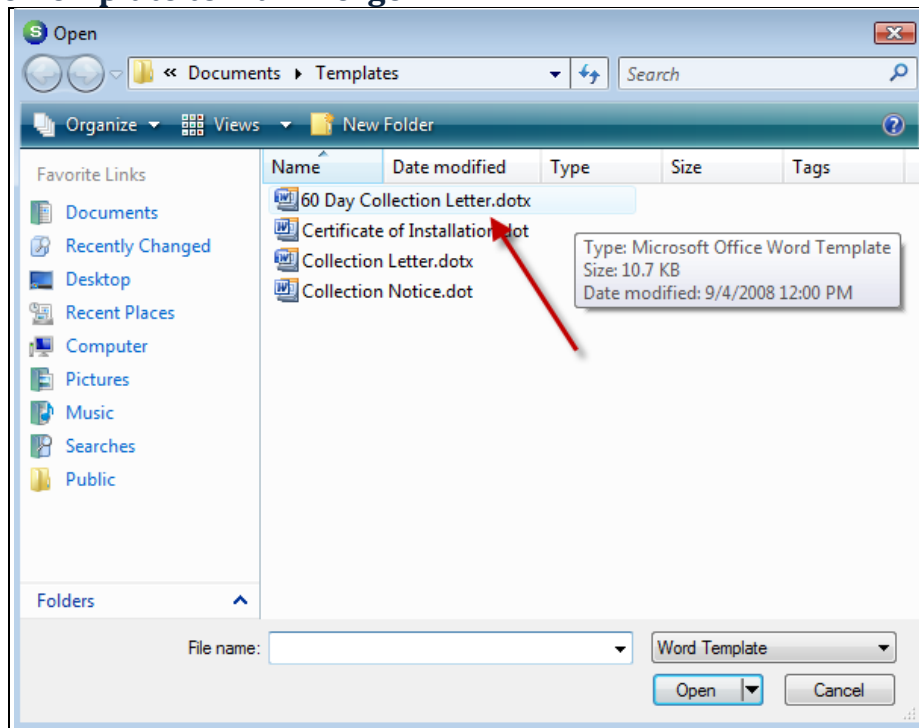 Open
« Documents ▸ Templates
Search
Organize Views New Folder
Favorite Links
Documents
Recently Changed
Desktop
Recent Places
Computer
Pictures
Music
Searches
Public
Folders
Name Date modified Type Size Tags
60 Day Collection Letter.dotx
Certificate of Installation.dot
Collection Letter.dotx
Collection Notice.dot
Type: Microsoft Office Word Template
Size: 10.7 KB
Date modified: 9/4/2008 12:00 PM
File name:
Word Template
Open Cancel